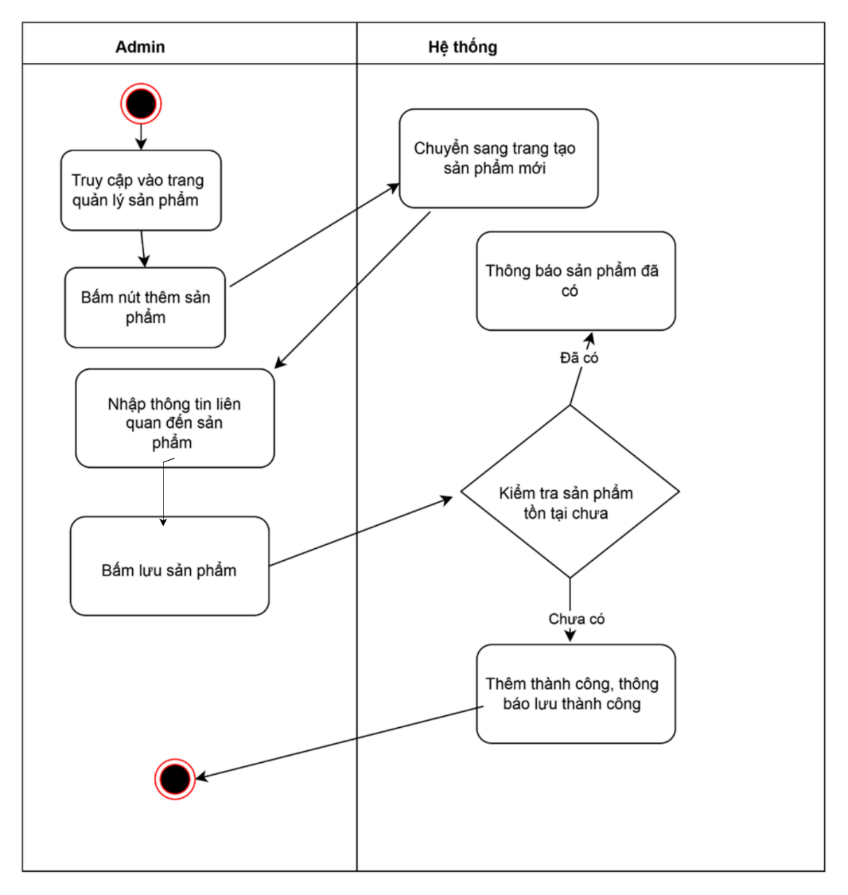 Admin
Hệ thống
Chuyển sang trang tạo
sản phẩm mới
Truy cập vào trang
quản lý sản phẩm
Bấm nút thêm sản
phẩm
Thông báo sản phẩm đã
có
Đã có
Nhập thông tin liên
quan đến sản
phẩm
Kiểm tra sản phẩm
tồn tại chưa
Bấm lưu sản phẩm
Chưa có
Thêm thành công, thông
báo lưu thành công